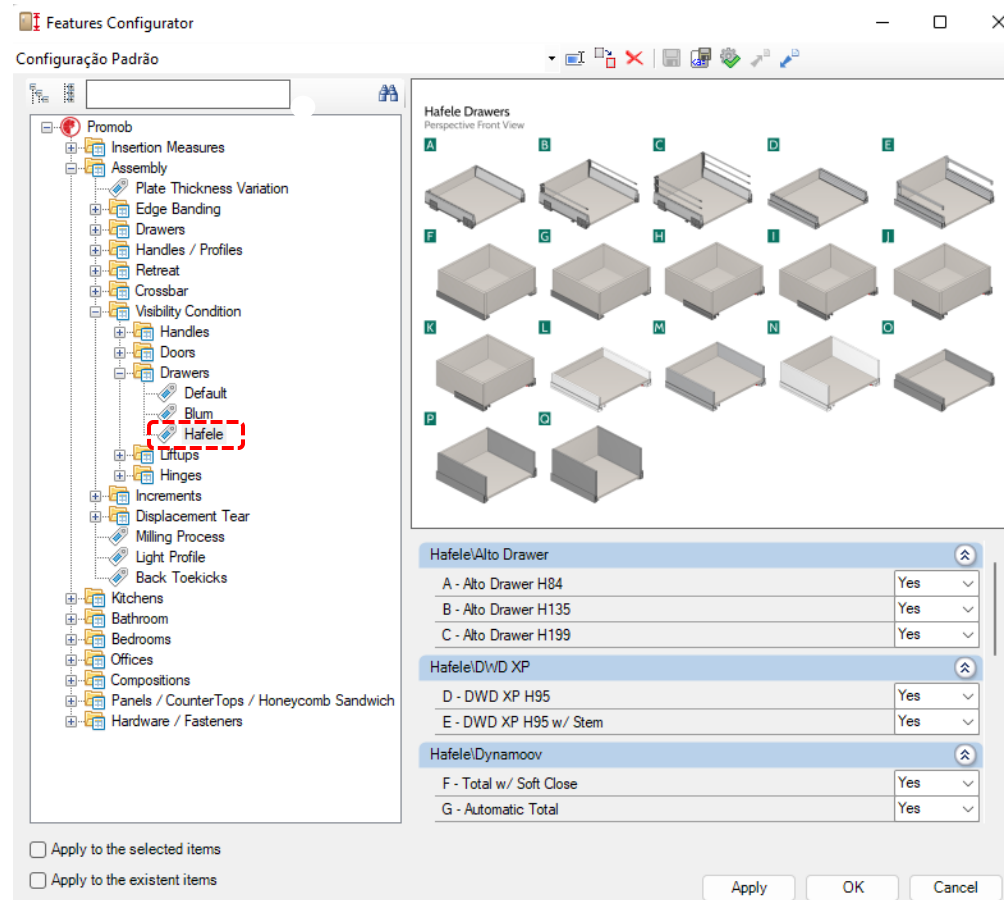 Features Configurator
Configuração Padrão
Promob
Insertion Measures
Assembly
Plate Thickness Variation
Edge Banding
Drawers
Handles / Profiles
Retreat
Crossbar
Visibility Condition
Handles
Doors
Drawers
Default
Blum
Hafele
Liftups
Hinges
Increments
Displacement Tear
Milling Process
Light Profile
Back Toekicks
Kitchens
Bathroom
Bedrooms
Offices
Compositions
Panels / CounterTops / Honeycomb Sandwich
Hardware / Fasteners
Hafele Drawers
Perspective Front View
A B C D E
F G H I J
K L M N O
P Q
Hafele\Alto Drawer
A - Alto Drawer H84 Yes
B - Alto Drawer H135 Yes
C - Alto Drawer H199 Yes
Hafele\DWD XP
D - DWD XP H95 Yes
E - DWD XP H95 w/ Stem Yes
Hafele\Dynamoov
F - Total w/ Soft Close Yes
G - Automatic Total Yes
Apply to the selected items
Apply to the existent items
Apply OK Cancel